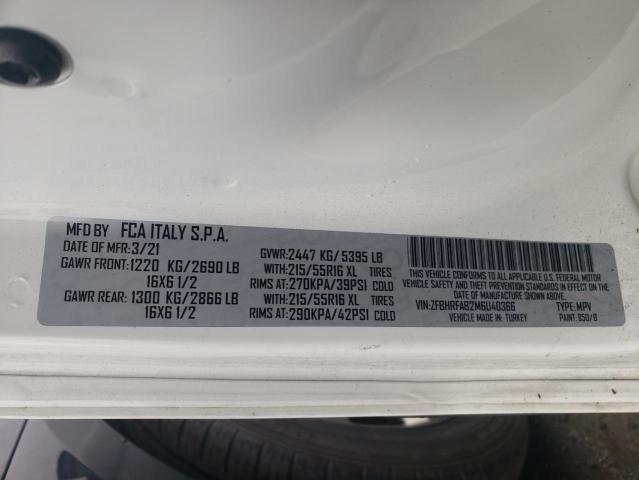 MFD BY FCA ITALY S.P.A.
DATE OF MFR: 3/21
GAWR FRONT: 1220 KG/2690 LB
16X6 1/2
GAWR REAR: 1300 KG/2866 LB
16X6 1/2
GVWR: 2447 KG/5395 LB
WITH: 215/55R16 XL TIRES
RIMS AT: 270KPA/39PSI COLD
WITH: 215/55R16 XL TIRES
RIMS AT: 290KPA/42PSI COLD
THIS VEHICLE CONFORMS TO ALL APPLICABLE
U.S.A. FEDERAL MOTOR VEHICLE SAFETY AND
THEFT PREVENTION STANDARDS IN EFFECT
ON THE DATE OF MANUFACTURE SHOWN ABOVE.
VIN: ZFBHRFAB2M6U40366 TYPE: MPV
MADE IN: TURKEY PAINT: 950/B